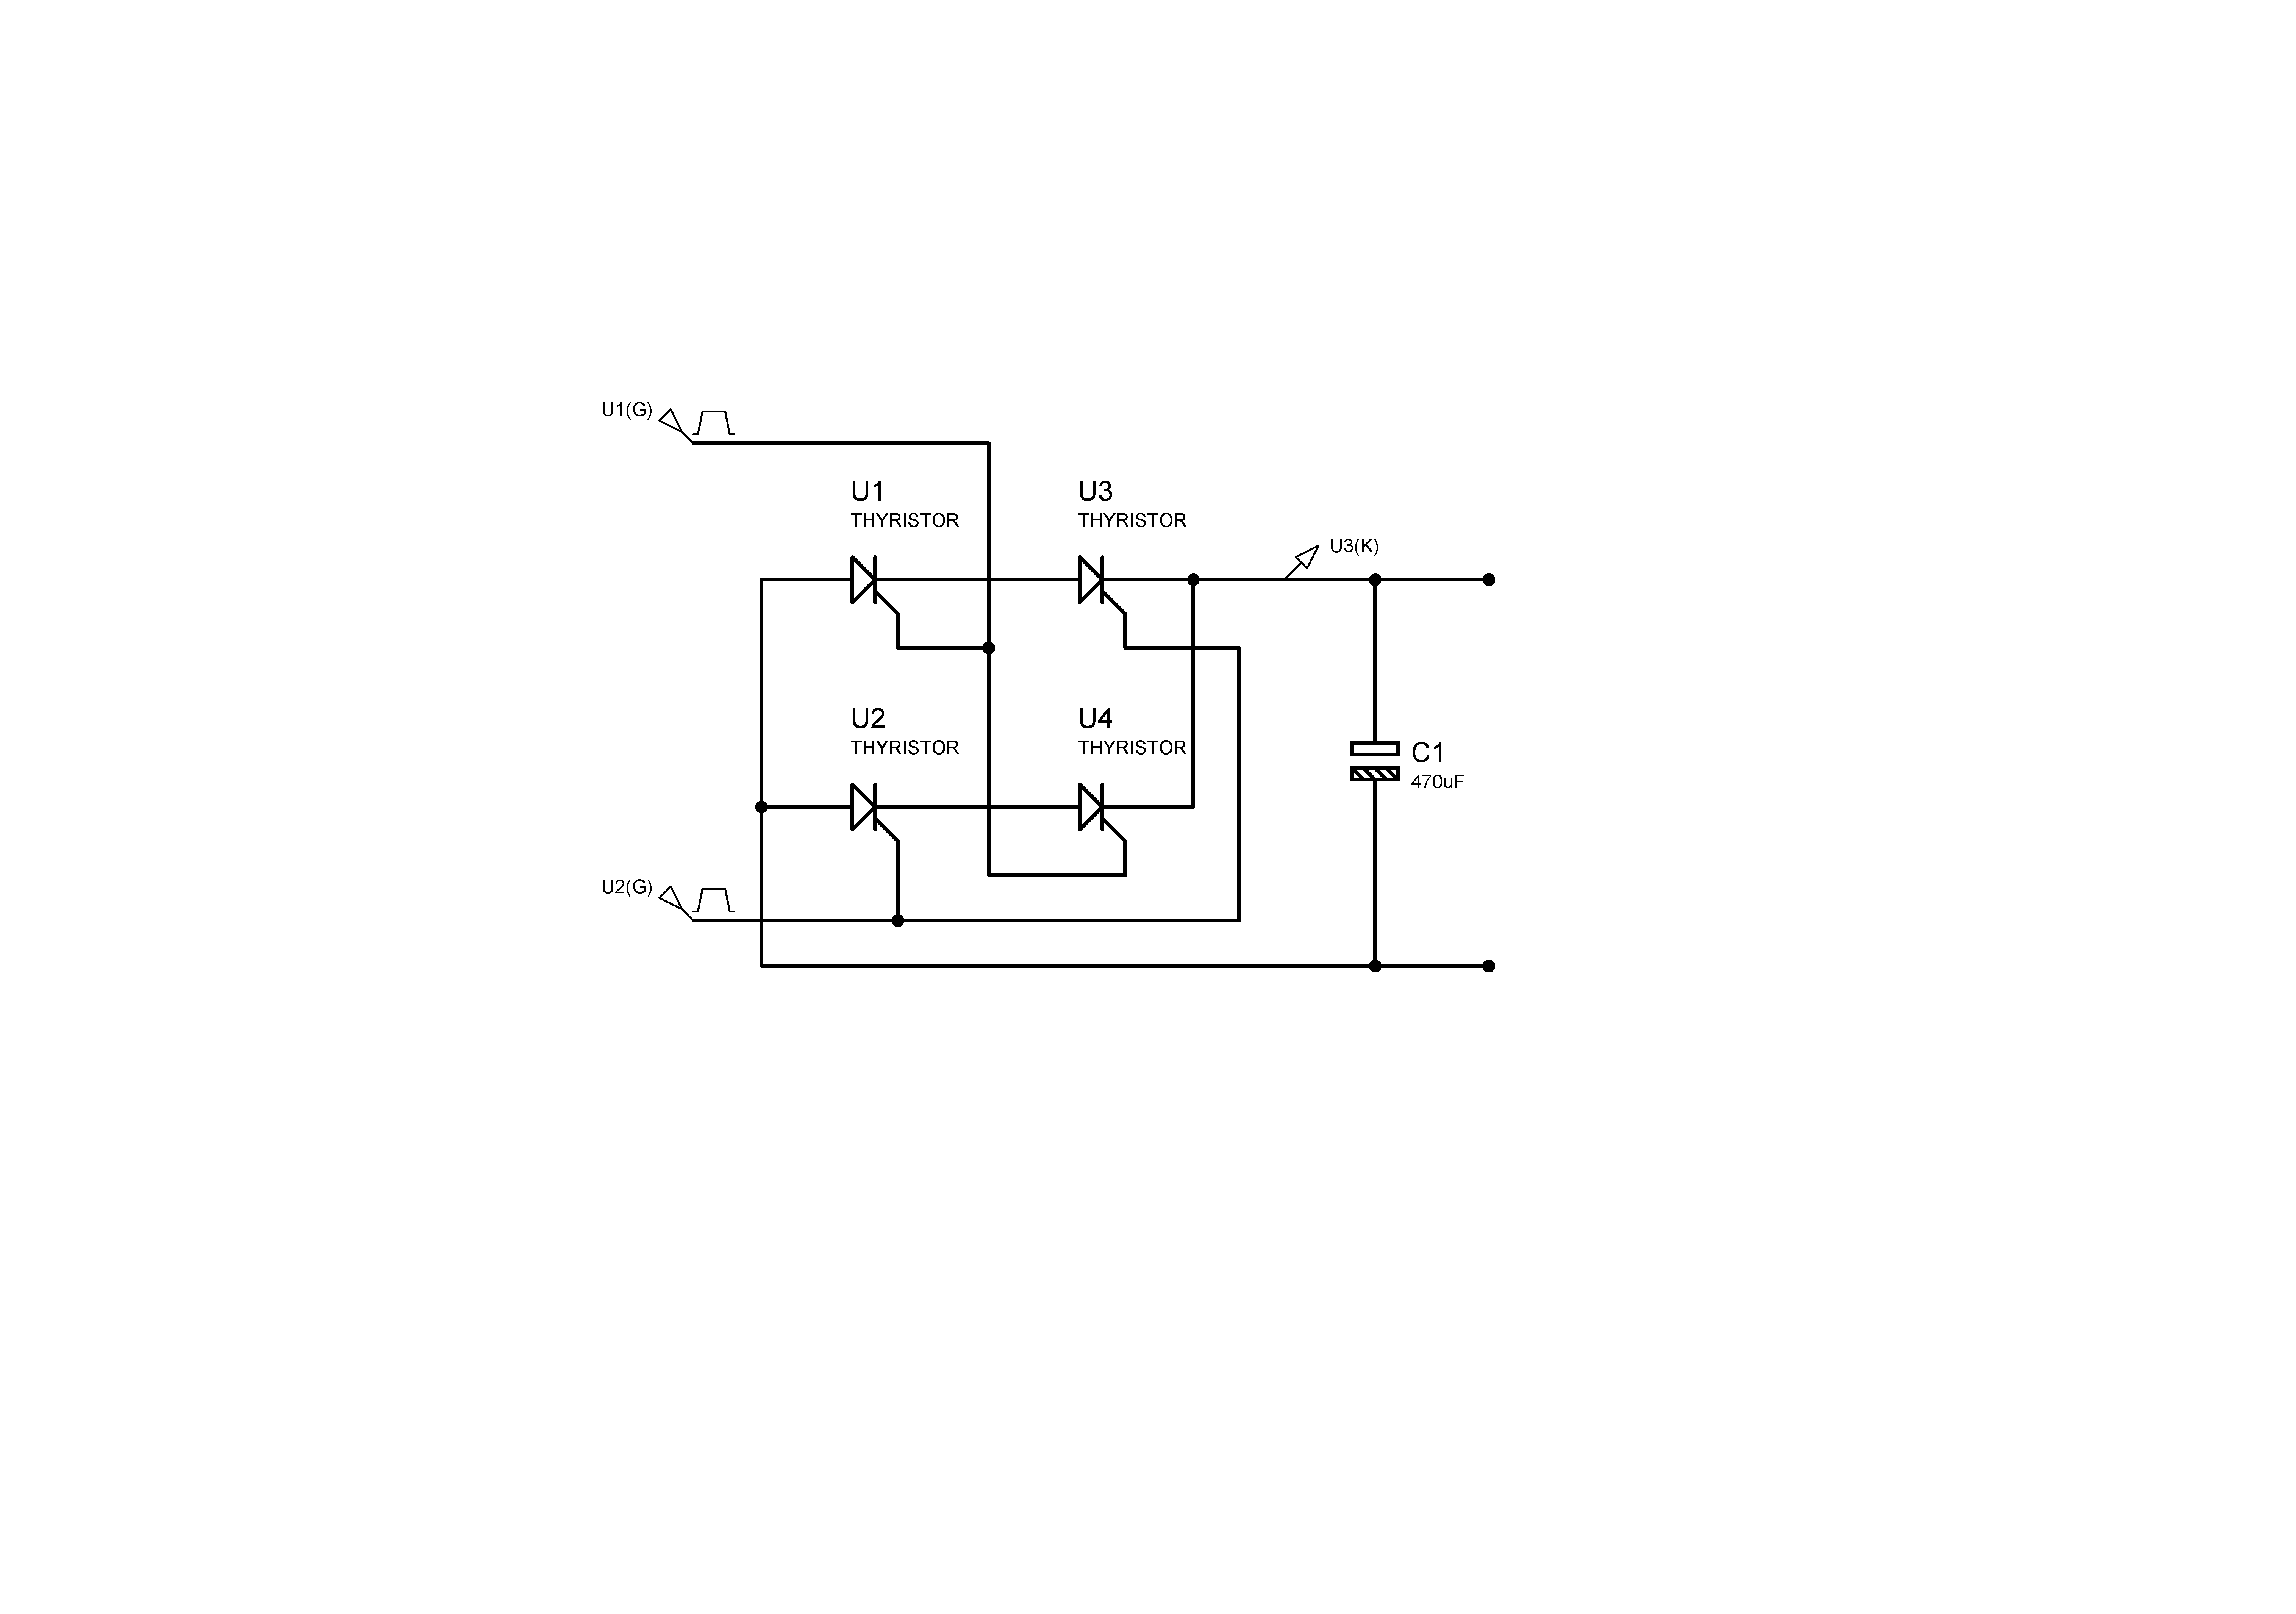 U1(G)
U1
THYRISTOR
U3
THYRISTOR
U3(K)
U2
THYRISTOR
U4
THYRISTOR
C1
470uF
U2(G)